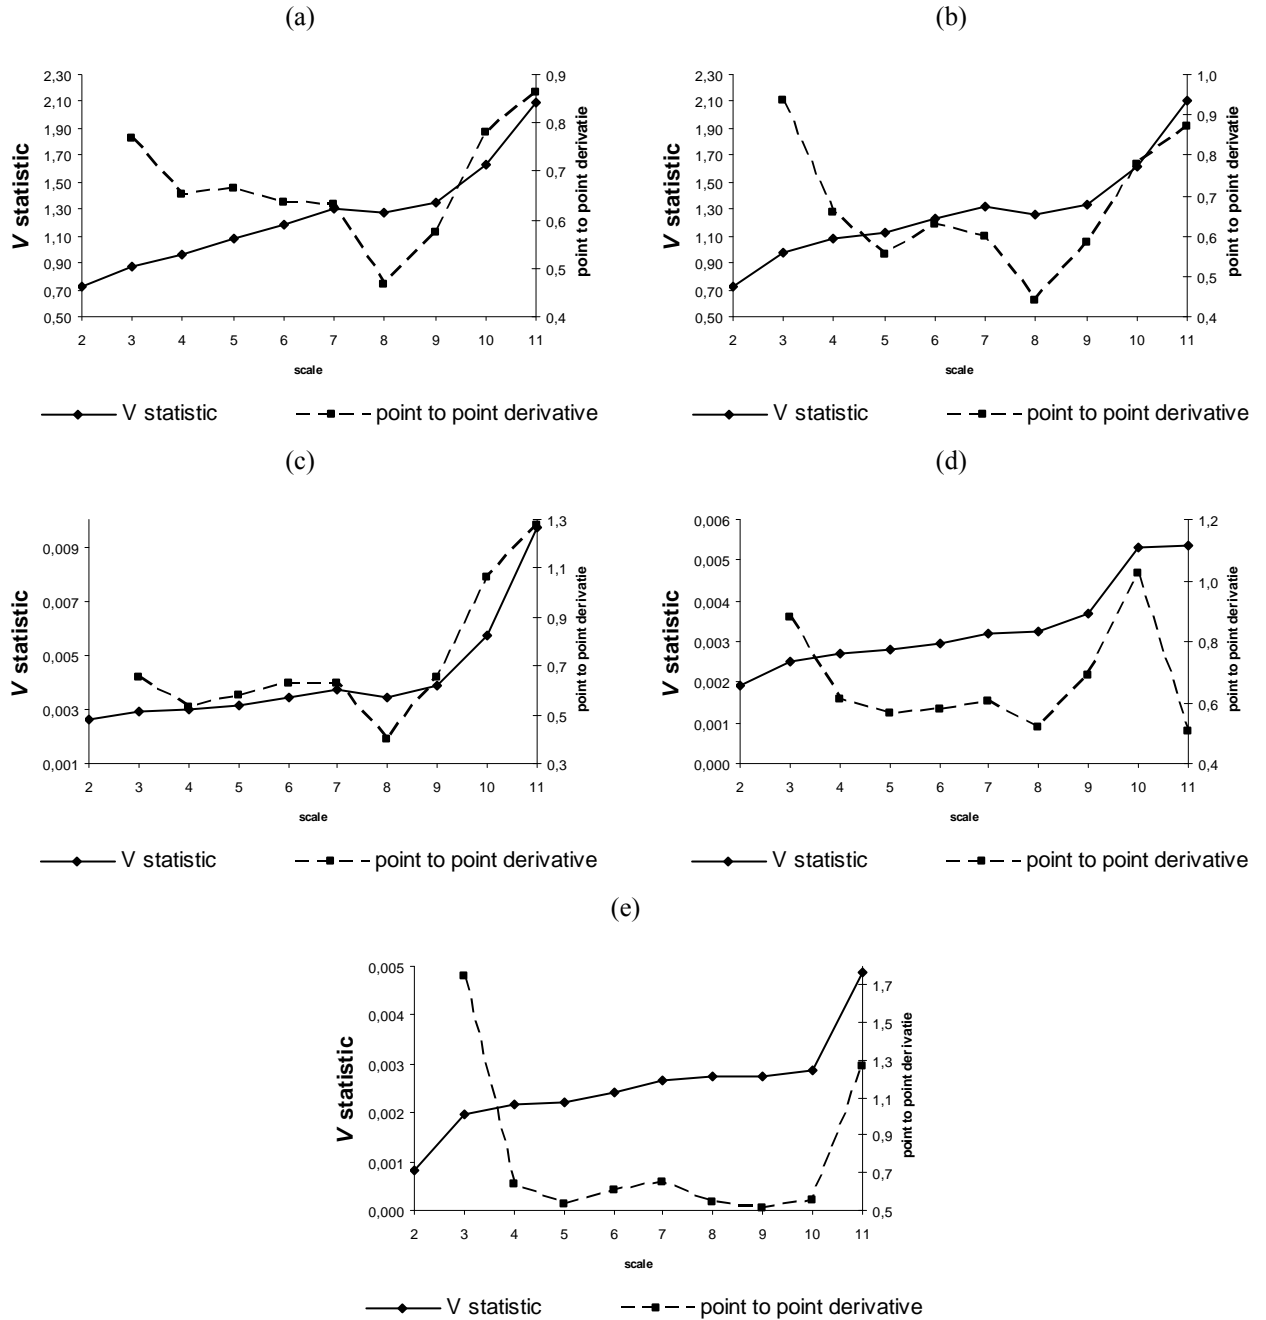 (a)
2,30
2,10
1,90
1,70
1,50
1,30
1,10
0,90
0,70
0,50
V statistic
0,9
0,8
0,7
0,6
0,5
0,4
point to point derivatie
2 3 4 5 6 7 8 9 10 11
scale
V statistic point to point derivative
(b)
2,30
2,10
1,90
1,70
1,50
1,30
1,10
0,90
0,70
0,50
V statistic
1,0
0,9
0,8
0,7
0,6
0,5
0,4
point to point derivatie
2 3 4 5 6 7 8 9 10 11
scale
V statistic point to point derivative
(c)
0,009
0,007
0,005
0,003
0,001
V statistic
1,3
1,1
0,9
0,7
0,5
0,3
point to point derivatie
2 3 4 5 6 7 8 9 10 11
scale
V statistic point to point derivative
(d)
0,006
0,005
0,004
0,003
0,002
0,001
0,000
V statistic
1,2
1,0
0,8
0,6
0,4
point to point derivatie
2 3 4 5 6 7 8 9 10 11
scale
V statistic point to point derivative
(e)
0,005
0,004
0,003
0,002
0,001
0,000
V statistic
1,7
1,5
1,3
1,1
0,9
0,7
0,5
point to point derivatie
2 3 4 5 6 7 8 9 10 11
scale
V statistic point to point derivative